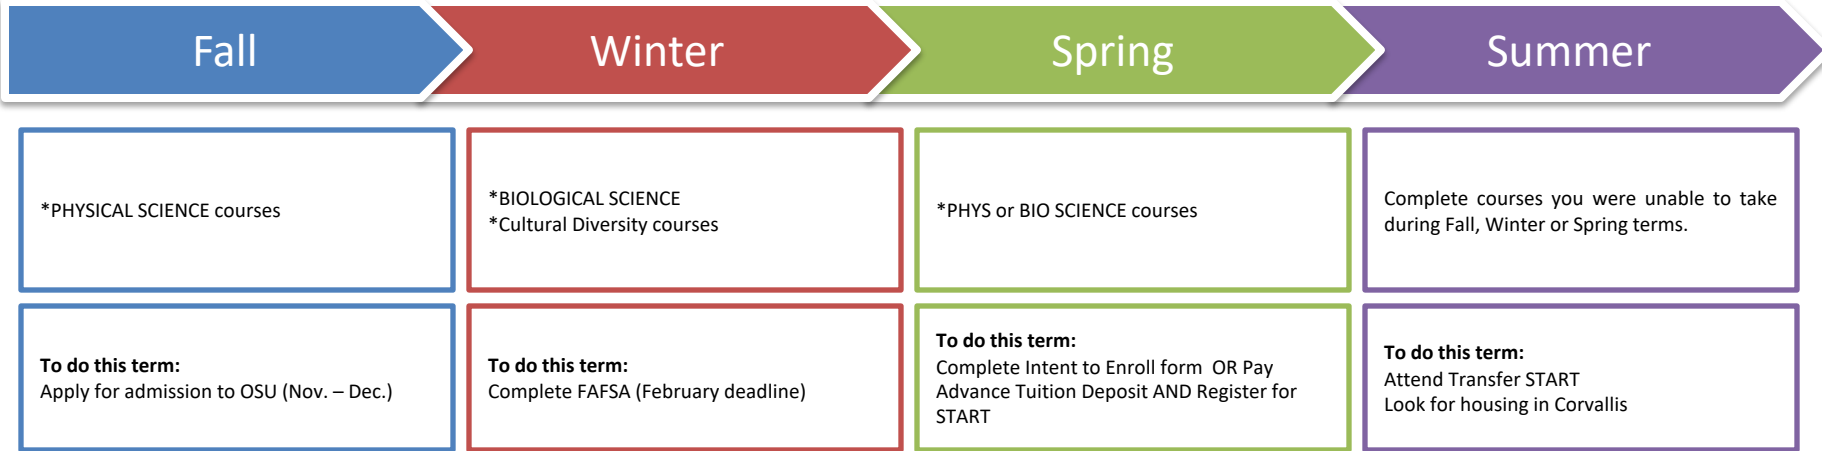 Fall
Winter
Spring
Summer
*PHYSICAL SCIENCE courses
*BIOLOGICAL SCIENCE
*Cultural Diversity courses
*PHYS or BIO SCIENCE courses
Complete courses you were unable to take
during Fall, Winter or Spring terms.
To do this term:
Apply for admission to OSU (Nov. – Dec.)
To do this term:
Complete FAFSA (February deadline)
To do this term:
Complete Intent to Enroll form OR Pay
Advance Tuition Deposit AND Register for
START
To do this term:
Attend Transfer START
Look for housing in Corvallis